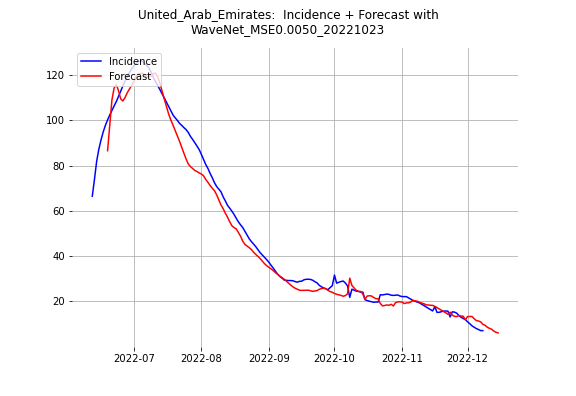 United_Arab_Emirates:  Incidence + Forecast with
WaveNet_MSE0.0050_20221023
Incidence
Forecast
120
100
80
60
40
20
2022-07 2022-08 2022-09 2022-10 2022-11 2022-12